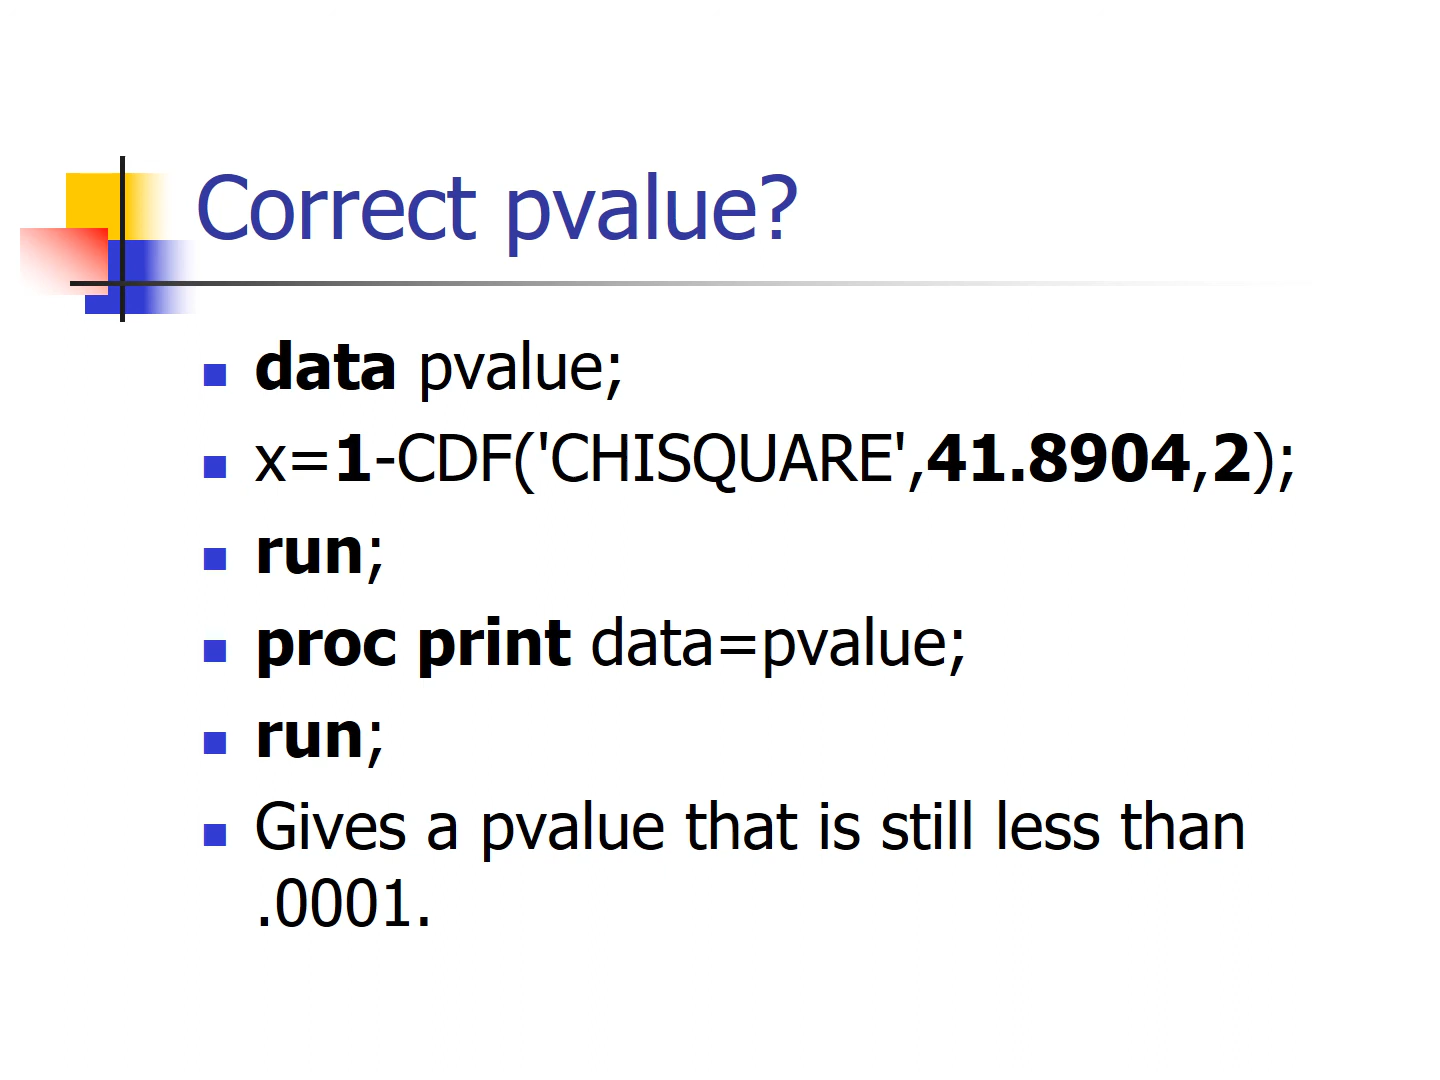 Correct pvalue?
data pvalue;
x=1-CDF('CHISQUARE',41.8904,2);
run;
proc print data=pvalue;
run;
Gives a pvalue that is still less than
.0001.